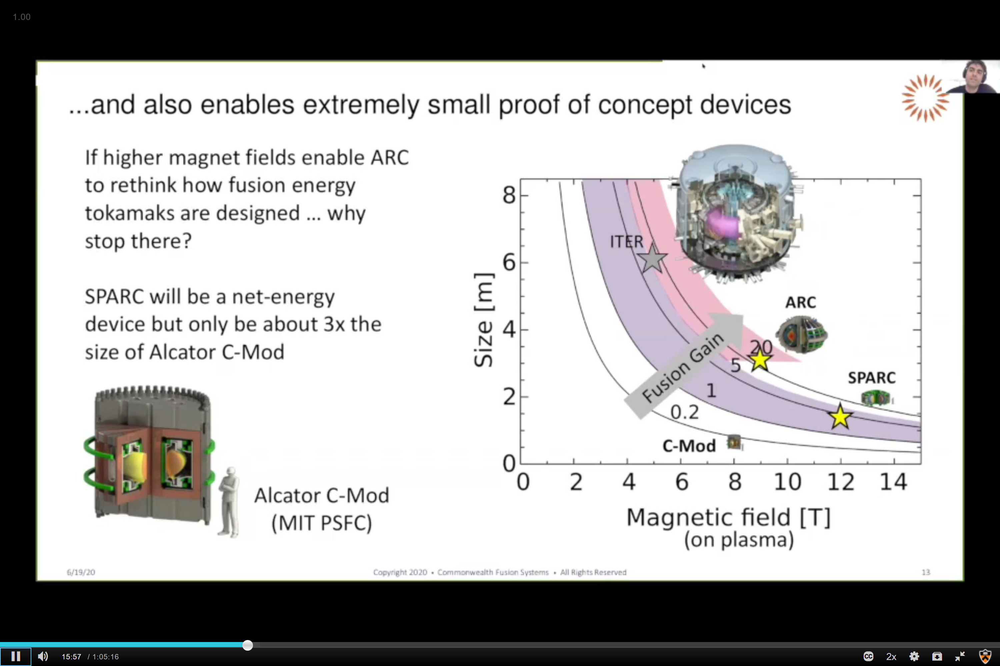 1.00
...and also enables extremely small proof of concept devices
If higher magnet fields enable ARC
to rethink how fusion energy
tokamaks are designed ... why
stop there?
SPARC will be a net-energy
device but only be about 3x the
size of Alcator C-Mod
Alcator C-Mod
(MIT PSFC)
Size [m]
8
6
4
2
0
ITER
ARC
20
5
SPARC
1
0.2
Fusion Gain
C-Mod
0 2 4 6 8 10 12 14
Magnetic field [T]
(on plasma)
6/19/20
Copyright 2020 • Commonwealth Fusion Systems • All Rights Reserved
13
15:57 / 1:05:16
CC
2x